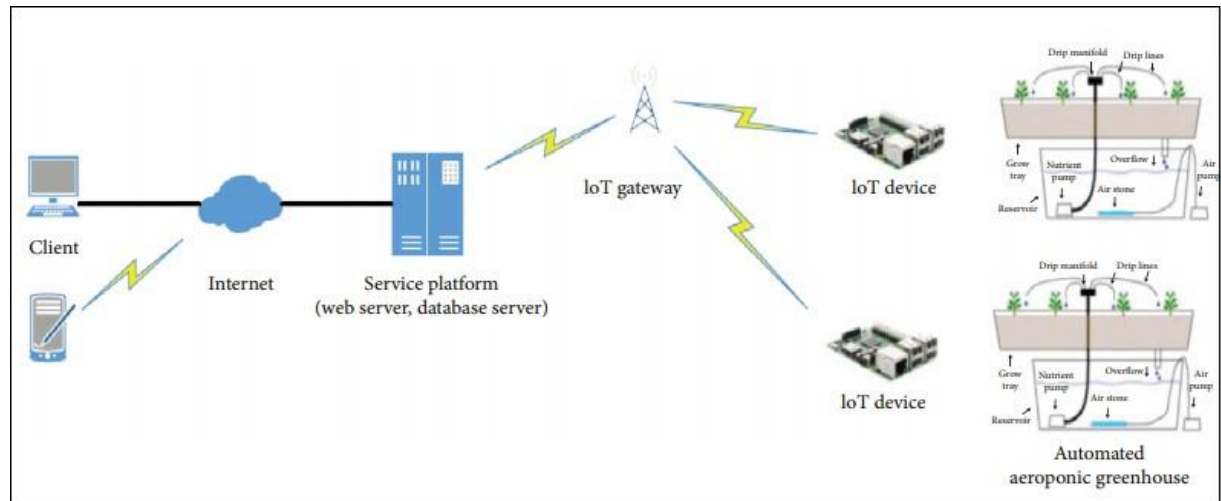 Client
Internet
Service platform
(web server, database server)
IoT gateway
IoT device
IoT device
Drip manifold
Drip lines
Grow
tray
Nutrient
pump
Overflow
Air
pump
Air stone
Reservoir
Drip manifold
Drip lines
Grow
tray
Nutrient
pump
Overflow
Air
pump
Air stone
Reservoir
Automated
aeroponic greenhouse